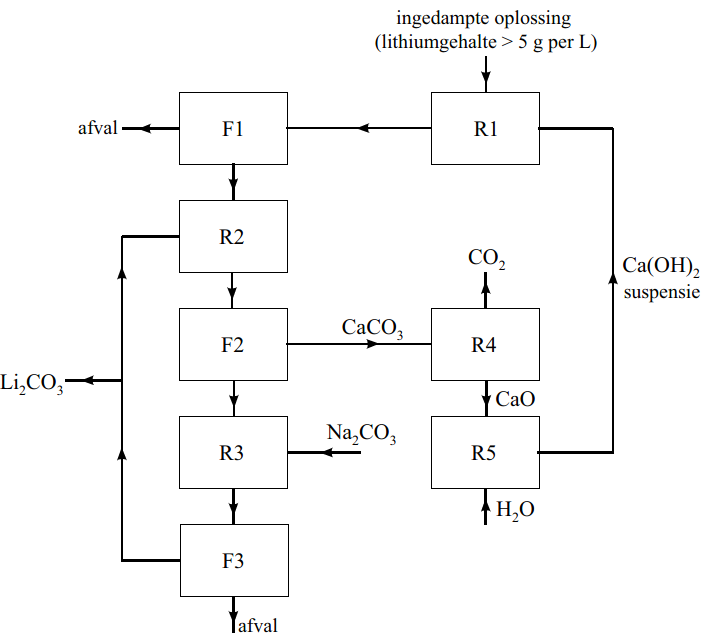 ingedampte oplossing
(lithiumgehalte > 5 g per L)
afval
F1
R1
R2
CO₂
Ca(OH)₂
suspensie
F2
CaCO₃
R4
Li₂CO₃
CaO
R3
Na₂CO₃
R5
H₂O
F3
afval